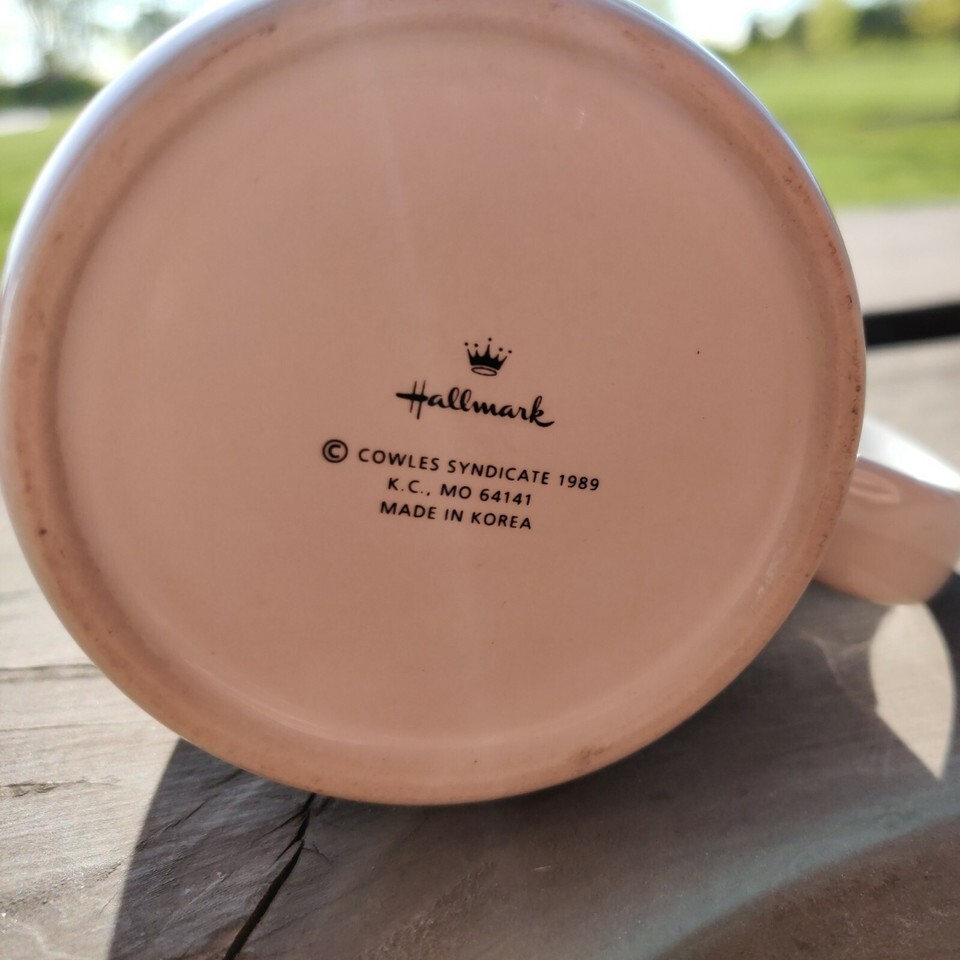 Hallmark
© COWLES SYNDICATE 1989
K.C., MO 64141
MADE IN KOREA